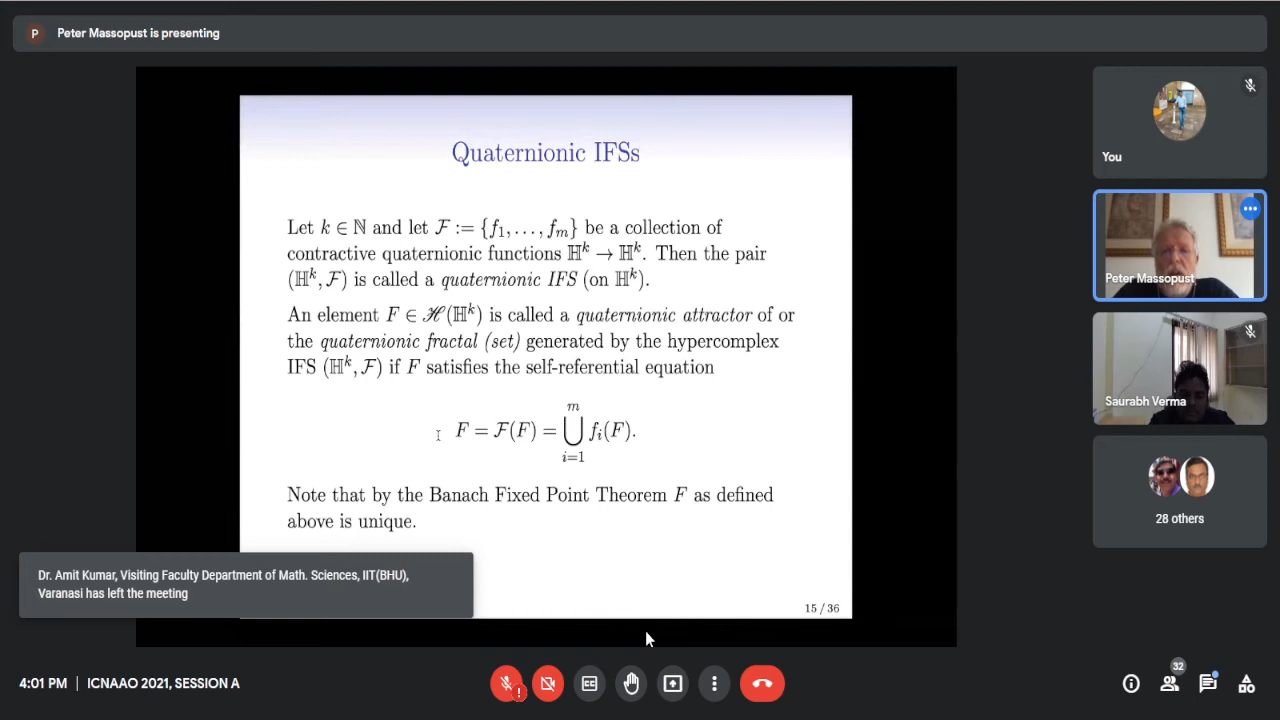 P
Peter Massopust is presenting
Quaternionic IFSs
Let k ∈ ℕ and let ℱ := {f₁, . . . , fₘ} be a collection of
contractive quaternionic functions ℍᵏ → ℍᵏ. Then the pair
(ℍᵏ, ℱ) is called a quaternionic IFS (on ℍᵏ).
An element F ∈ ℋ(ℍᵏ) is called a quaternionic attractor of or
the quaternionic fractal (set) generated by the hypercomplex
IFS (ℍᵏ, ℱ) if F satisfies the self-referential equation
m
F = ℱ(F) = ⋃ fᵢ(F).
i=1
Note that by the Banach Fixed Point Theorem F as defined
above is unique.
15 / 36
Dr. Amit Kumar, Visiting Faculty Department of Math. Sciences, IIT(BHU),
Varanasi has left the meeting
You
Peter Massopust
Saurabh Verma
28 others
4:01 PM | ICNAAO 2021, SESSION A
!
CC
32